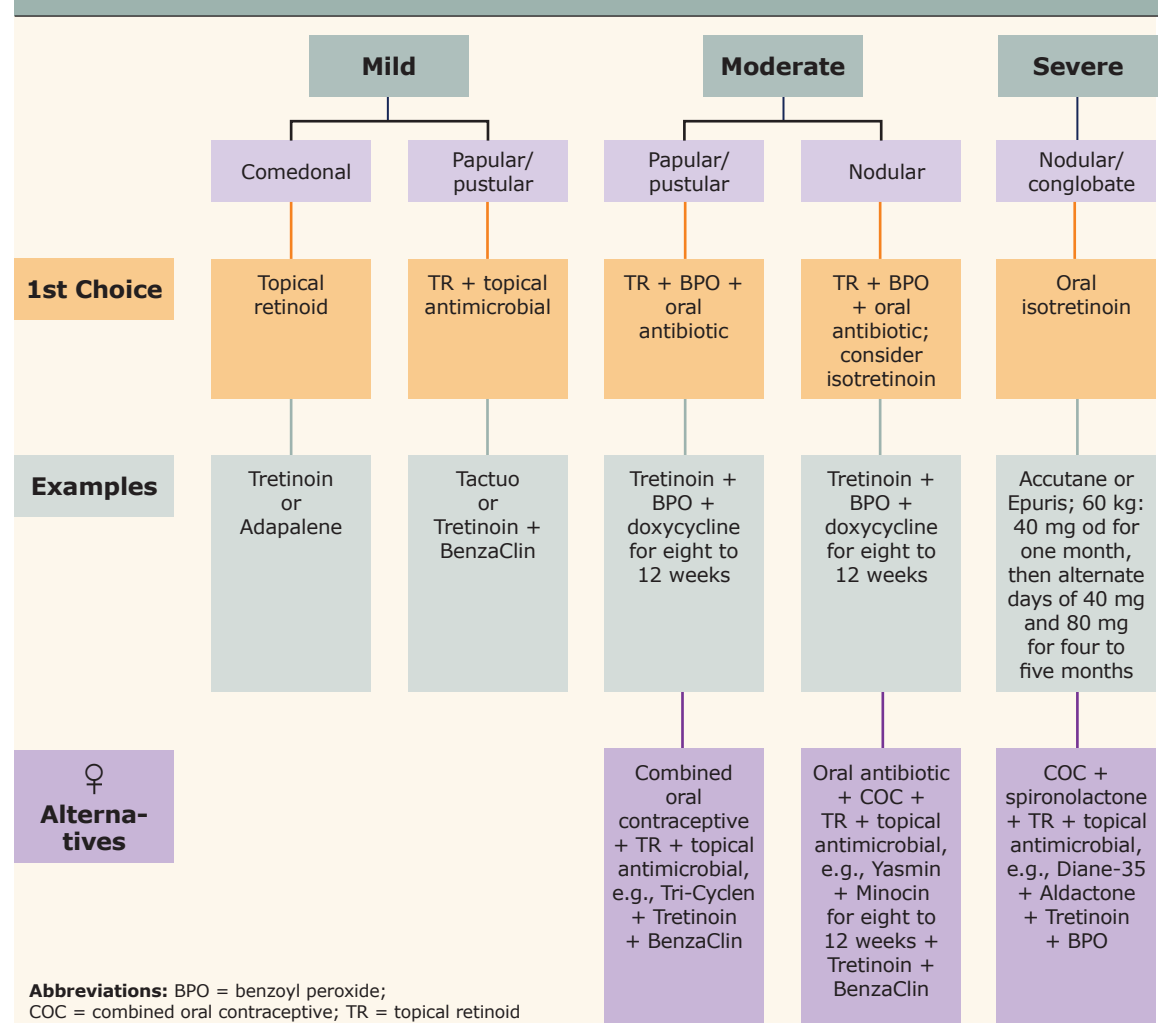 Mild
Moderate
Severe
Comedonal
Papular/
pustular
Papular/
pustular
Nodular
Nodular/
conglobate
1st Choice
Topical
retinoid
TR + topical
antimicrobial
TR + BPO +
oral
antibiotic
TR + BPO
+ oral
antibiotic;
consider
isotretinoin
Oral
isotretinoin
Examples
Tretinoin
or
Adapalene
Tactuo
or
Tretinoin +
BenzaClin
Tretinoin +
BPO +
doxycycline
for eight to
12 weeks
Tretinoin +
BPO +
doxycycline
for eight to
12 weeks
Accutane or
Epuris; 60 kg:
40 mg od for
one month,
then alternate
days of 40 mg
and 80 mg
for four to
five months
♀
Alterna-
tives
Combined
oral
contraceptive
+ TR + topical
antimicrobial,
e.g., Tri-Cyclen
+ Tretinoin
+ BenzaClin
Oral antibiotic
+ COC +
TR + topical
antimicrobial,
e.g., Yasmin
+ Minocin
for eight to
12 weeks +
Tretinoin +
BenzaClin
COC +
spironolactone
+ TR + topical
antimicrobial,
e.g., Diane-35
+ Aldactone
+ Tretinoin
+ BPO
Abbreviations: BPO = benzoyl peroxide;
COC = combined oral contraceptive; TR = topical retinoid